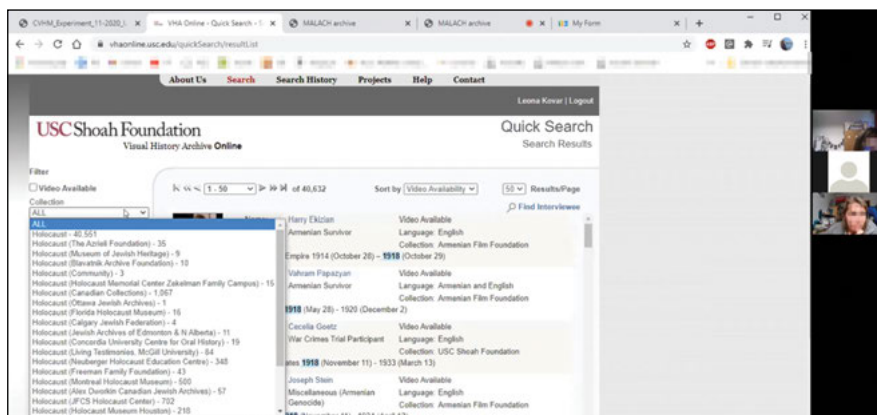 CVHM_Experiment_11-2020_
VHA Online - Quick Search -
MALACH archive
MALACH archive
My Form
vhaonline.usc.edu/quickSearch/resultList
About Us Search Search History Projects Help Contact
Leona Kovar | Logout
USC Shoah Foundation
Visual History Archive Online
Quick Search
Search Results
Filter
Video Available
Collection
ALL
1 - 50 of 40,632 Sort by Video Availability 50 Results/Page
Find Interviewee
ALL
Holocaust - 40,551
Holocaust (The Azrieli Foundation) - 35
Holocaust (Museum of Jewish Heritage) - 9
Holocaust (Blavatnik Archive Foundation) - 10
Holocaust (Community) - 3
Holocaust (Holocaust Memorial Center Zekelman Family Campus) - 15
Holocaust (Canadian Collections) - 1,067
Holocaust (Ottawa Jewish Archives) - 1
Holocaust (Florida Holocaust Museum) - 16
Holocaust (Calgary Jewish Federation) - 4
Holocaust (Jewish Archives of Edmonton & N Alberta) - 11
Holocaust (Concordia University Centre for Oral History) - 19
Holocaust (Living Testimonies, McGill University) - 64
Holocaust (Neuberger Holocaust Education Centre) - 348
Holocaust (Freeman Family Foundation) - 43
Holocaust (Montreal Holocaust Museum) - 500
Holocaust (Alex Dworkin Canadian Jewish Archives) - 57
Holocaust (JFCS Holocaust Center) - 702
Holocaust (Holocaust Museum Houston) - 218
Harry Ekizian Video Available
Armenian Survivor Language: English
Collection: Armenian Film Foundation
Empire 1914 (October 28) – 1918 (October 29)
Vahram Papazyan Video Available
Armenian Survivor Language: Armenian and English
Collection: Armenian Film Foundation
1918 (May 28) - 1920 (December 2)
Cecelia Goetz Video Available
War Crimes Trial Participant Language: English
Collection: USC Shoah Foundation
ates 1918 (November 11) - 1933 (March 13)
Joseph Stein Video Available
Miscellaneous (Armenian Genocide) Language: English
Collection: Armenian Film Foundation